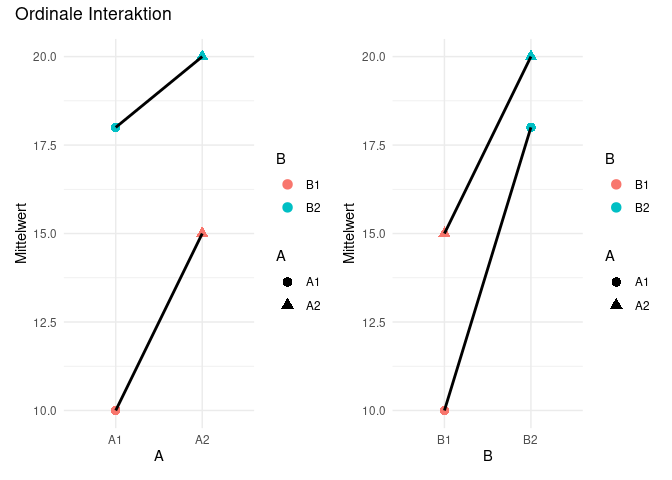 Ordinale Interaktion
Mittelwert
20.0
17.5
15.0
12.5
10.0
A1
A2
A
B
B1
B2
A
A1
A2
Mittelwert
20.0
17.5
15.0
12.5
10.0
B1
B2
B
B
B1
B2
A
A1
A2